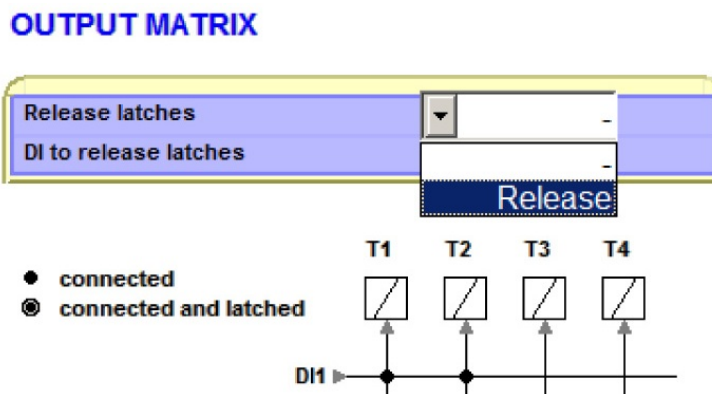 OUTPUT MATRIX
Release latches -
DI to release latches -
Release
T1 T2 T3 T4
connected
connected and latched
DI1